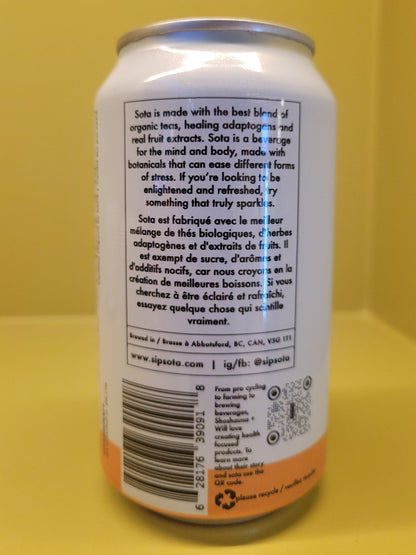 Sota is made with the best blend of
organic teas, healing adaptogens and
real fruit extracts. Sota is a beverage
for the mind and body, made with
botanicals that can ease different forms
of stress. If you're looking to be
enlightened and refreshed, try
something that truly sparkles.
Sota est fabriqué avec le meilleur
mélange de thés biologiques, d'herbes
adaptogènes et d'extraits de fruits. Il
est exempt de sucre, d'arômes et
d'additifs nocifs, car nous croyons en la
création de meilleures boissons. Si vous
cherchez à être éclairé et rafraîchi,
essayez quelque chose qui scintille
vraiment.
Brewed in / Brasse à Abbotsford, BC, CAN, V3G 1T1
www.sipsota.com | ig/fb: @sipsota
6 28176 39091 8
From pro cycling
to farming to
brewing
beverages,
Shoshauna +
Will love
creating health
focused
products. To
learn more
about their story
and sota use the
QR code.
please recycle / veuillez recycler